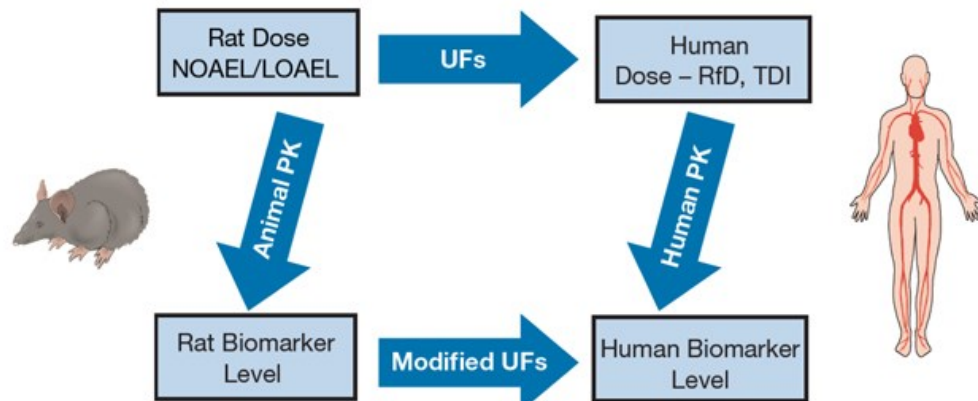 Rat Dose
NOAEL/LOAEL
UFs
Human
Dose – RfD, TDI
Animal PK
Human PK
Rat Biomarker
Level
Modified UFs
Human Biomarker
Level